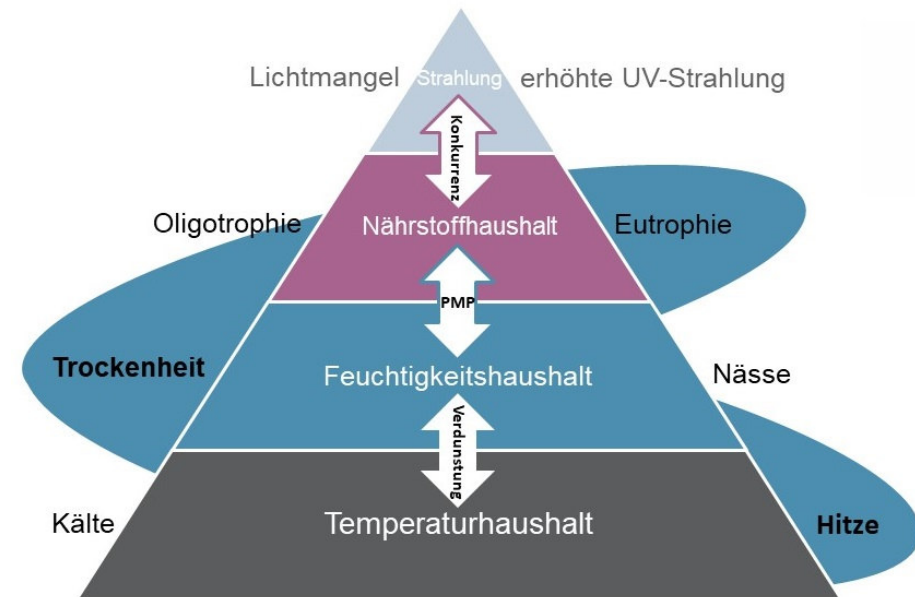 Lichtmangel Strahlung erhöhte UV-Strahlung
Konkurrenz
Oligotrophie Nährstoffhaushalt Eutrophie
PMP
Trockenheit Feuchtigkeitshaushalt Nässe
Verdunstung
Kälte Temperaturhaushalt Hitze